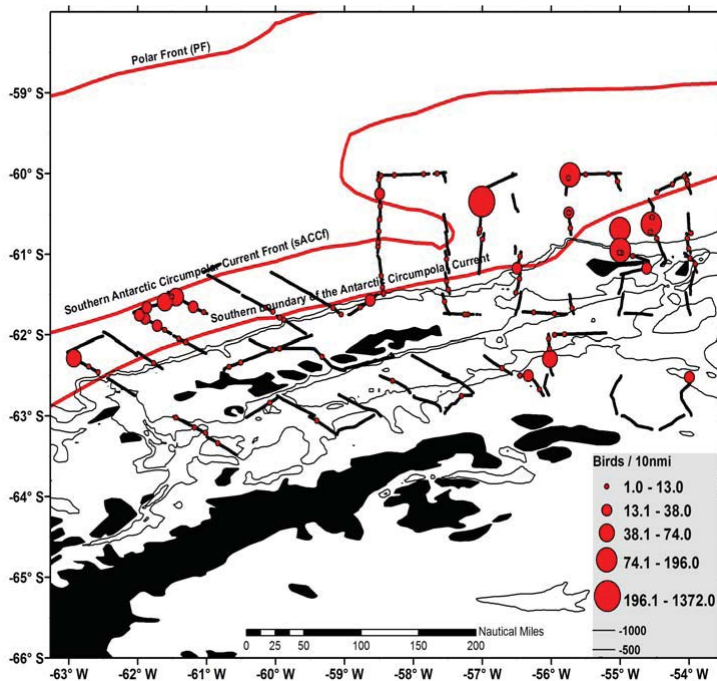 Polar Front (PF)
-59° S
-60° S
-61° S
-62° S
-63° S
-64° S
-65° S
-66° S
Southern Antarctic Circumpolar Current Front (sACCf)
Southern boundary of the Antarctic Circumpolar Current
Birds / 10nmi
1.0 - 13.0
13.1 - 38.0
38.1 - 74.0
74.1 - 196.0
196.1 - 1372.0
-1000
-500
Nautical Miles
0 25 50 100 150 200
-63° W -62° W -61° W -60° W -59° W -58° W -57° W -56° W -55° W -54° W